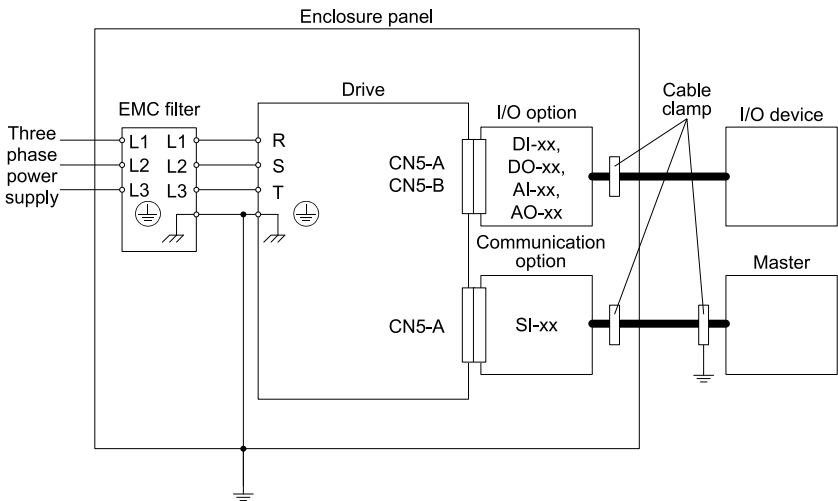 Enclosure panel
Three
phase
power
supply
EMC filter
L1 L1
L2 L2
L3 L3
Drive
R
S
T
CN5-A
CN5-B
I/O option
DI-xx,
DO-xx,
AI-xx,
AO-xx
Cable
clamp
I/O device
Communication
option
CN5-A
SI-xx
Master